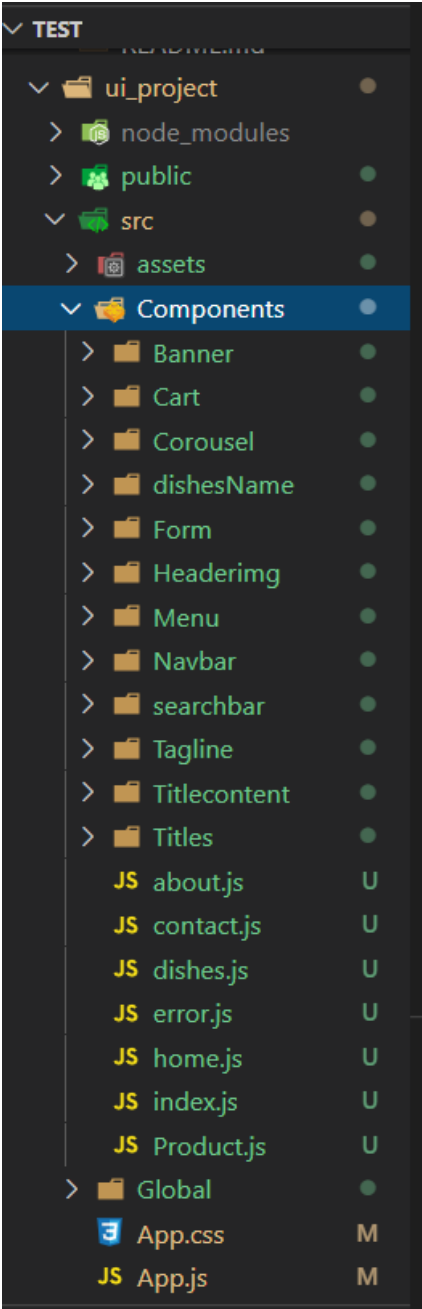 TEST
README.md
ui_project
node_modules
public
src
assets
Components
Banner
Cart
Corousel
dishesName
Form
Headerimg
Menu
Navbar
searchbar
Tagline
Titlecontent
Titles
JS about.js U
JS contact.js U
JS dishes.js U
JS error.js U
JS home.js U
JS index.js U
JS Product.js U
Global
App.css M
JS App.js M